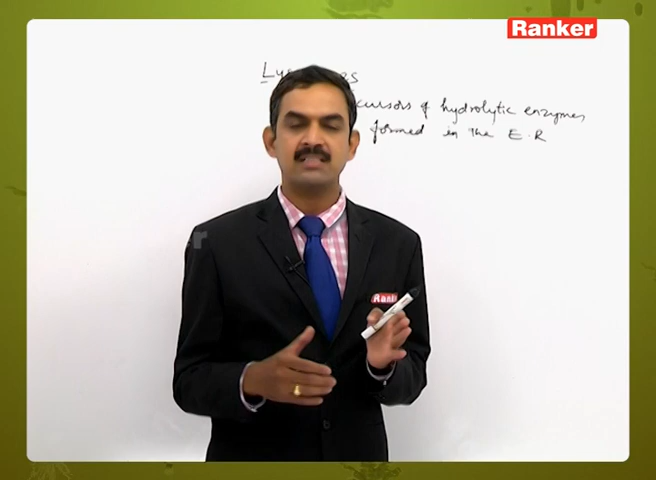 Ranker
cursors of hydrolytic enzymes,
formed in the E.R
Ranker